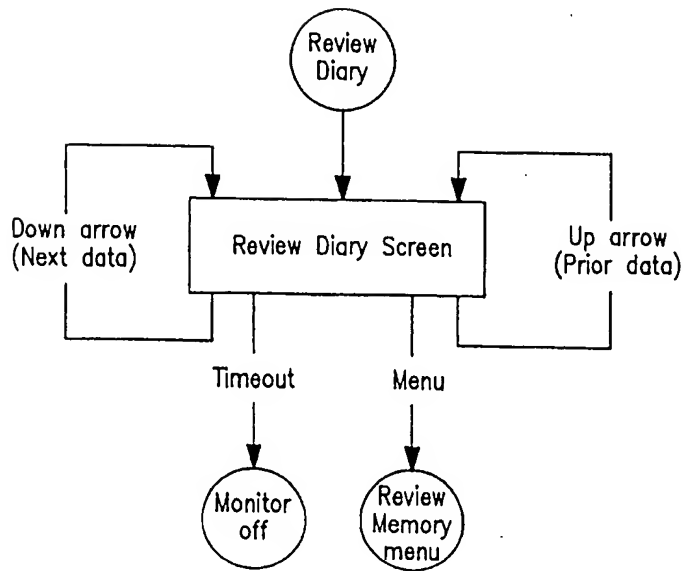 Review
Diary
Down arrow
(Next data)
Review Diary Screen
Up arrow
(Prior data)
Timeout
Menu
Monitor
off
Review
Memory
menu